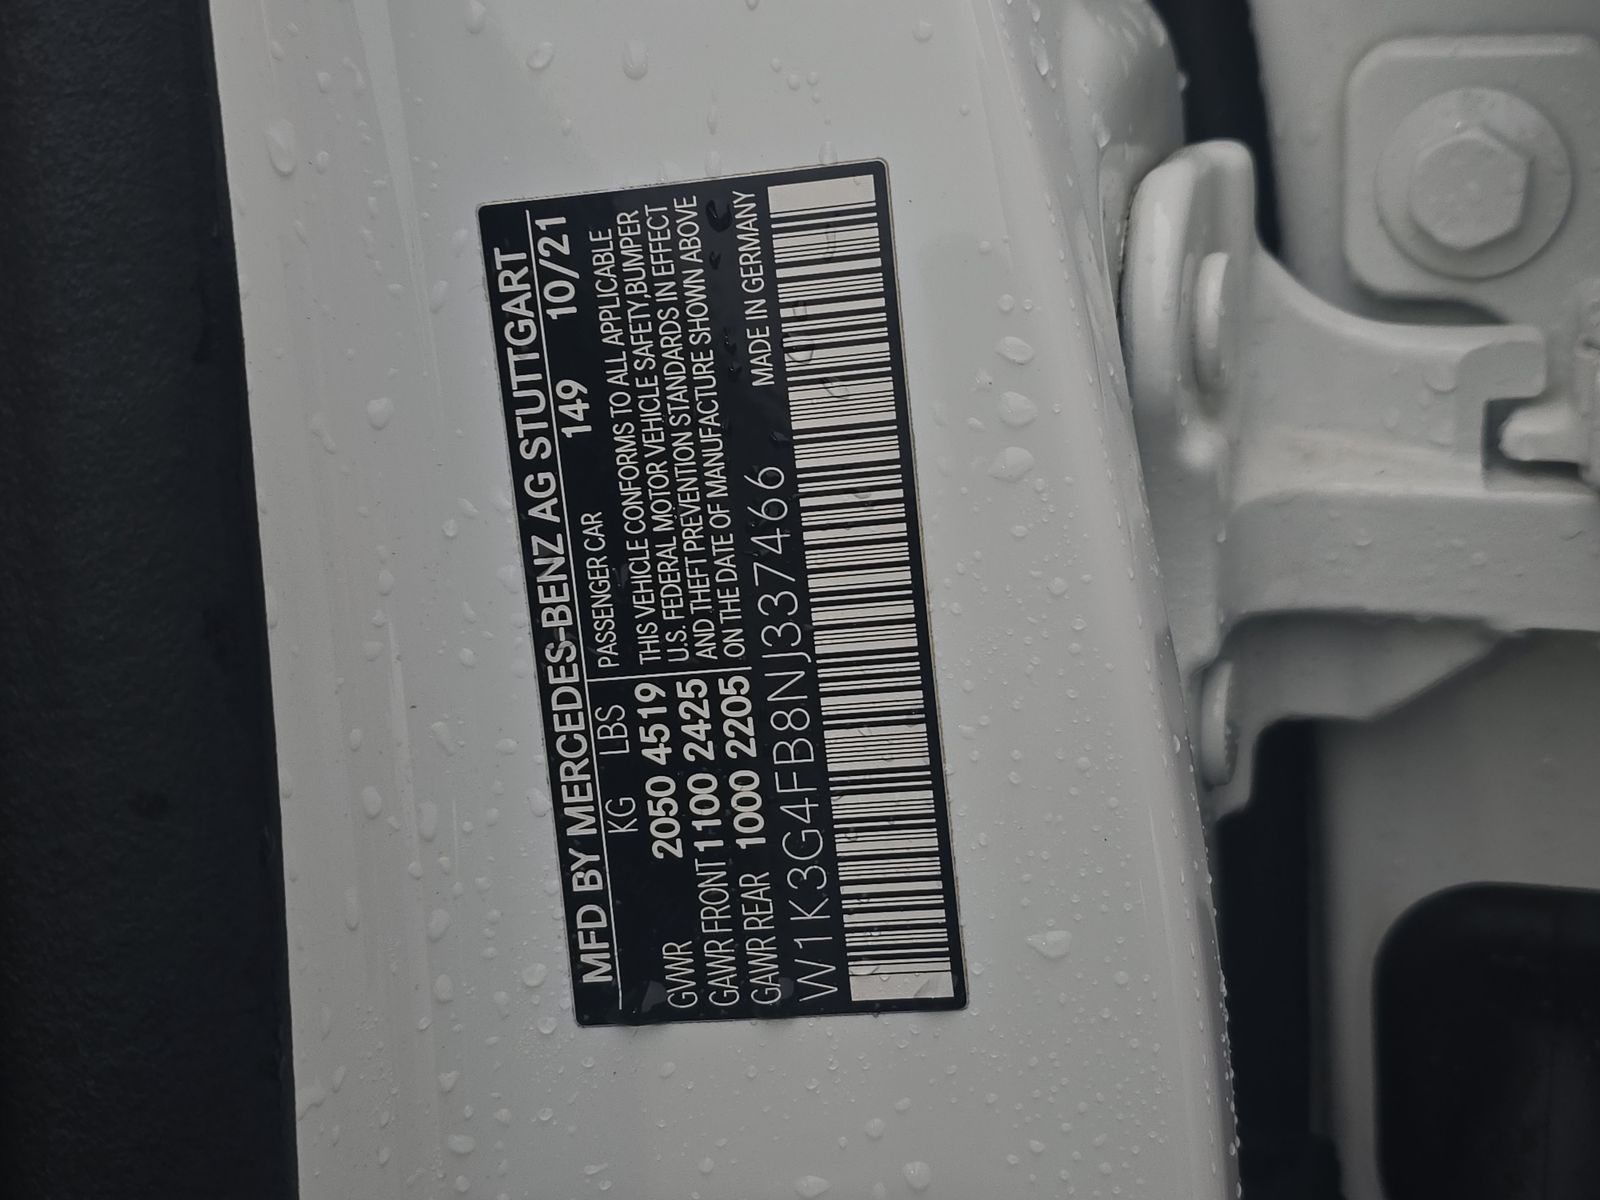 MFD BY MERCEDES-BENZ AG STUTTGART
KG LBS PASSENGER CAR 149 10/21
GVWR 2050 4519 THIS VEHICLE CONFORMS TO ALL APPLICABLE
GAWR FRONT 1100 2425 U.S. FEDERAL MOTOR VEHICLE SAFETY,BUMPER
GAWR REAR 1000 2205 AND THEFT PREVENTION STANDARDS IN EFFECT
ON THE DATE OF MANUFACTURE SHOWN ABOVE
W1K3G4FB8NJ337466 MADE IN GERMANY